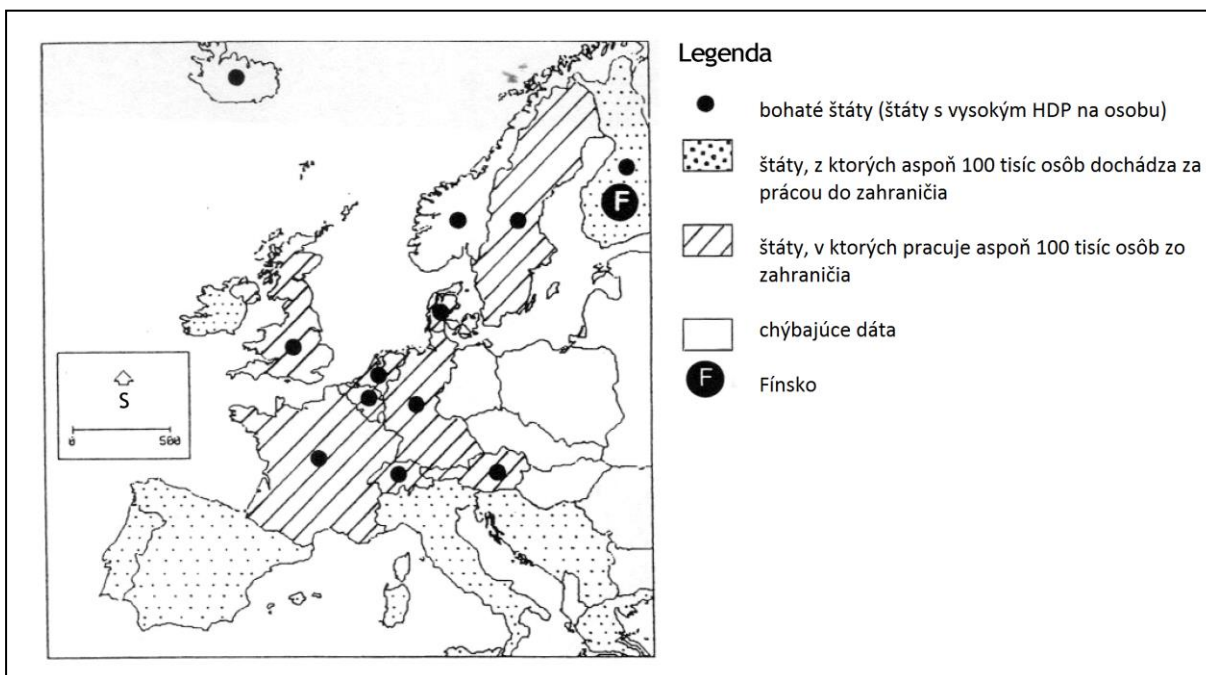 Legenda
bohaté štáty (štáty s vysokým HDP na osobu)
štáty, z ktorých aspoň 100 tisíc osôb dochádza za
prácou do zahraničia
štáty, v ktorých pracuje aspoň 100 tisíc osôb zo
zahraničia
chýbajúce dáta
F Fínsko
F
S
0 500